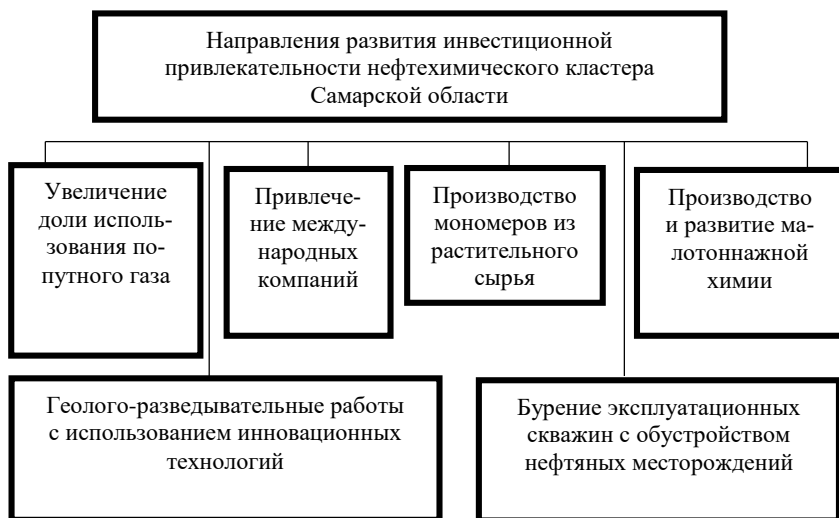 Направления развития инвестиционной
привлекательности нефтехимического кластера
Самарской области
Увеличение
доли исполь-
зования по-
путного газа
Привлече-
ние между-
народных
компаний
Производство
мономеров из
растительного
сырья
Производство
и развитие ма-
лотоннажной
химии
Геолого-разведывательные работы
с использованием инновационных
технологий
Бурение эксплуатационных
скважин с обустройством
нефтяных месторождений